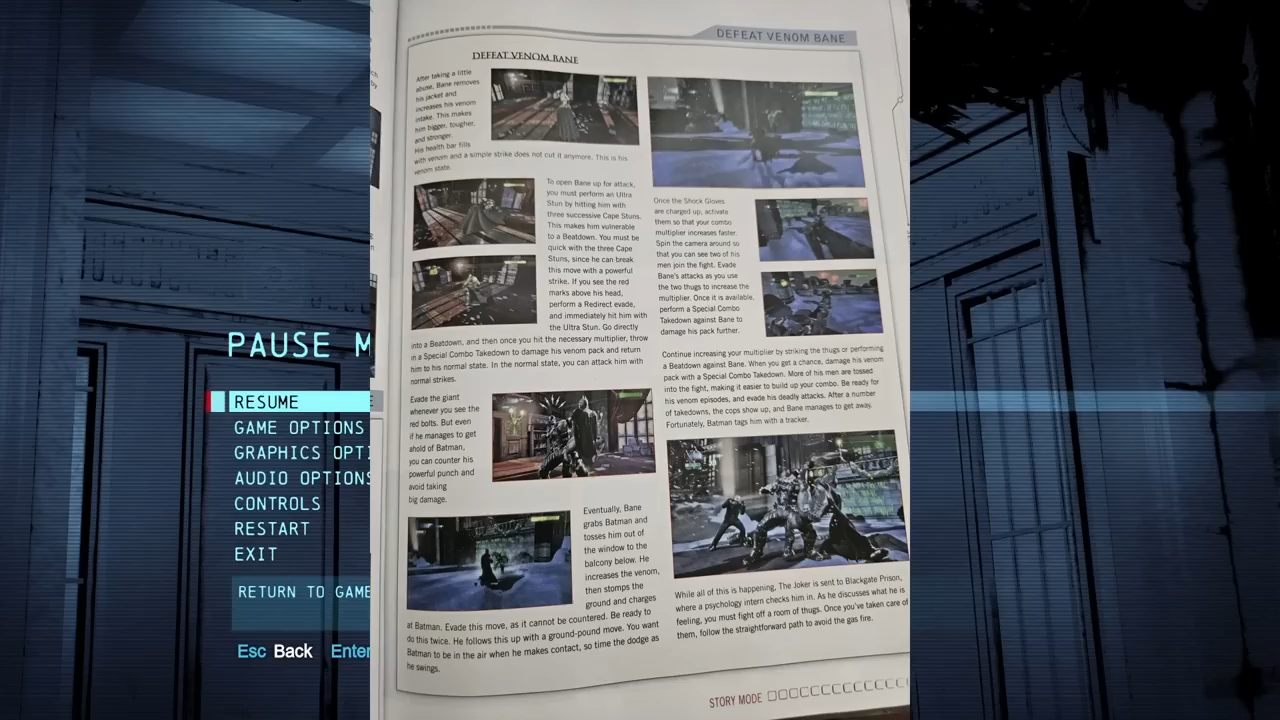 PAUSE M
RESUME
GAME OPTIONS
GRAPHICS OPTI
AUDIO OPTIONS
CONTROLS
RESTART
EXIT
RETURN TO GAME
Esc Back Enter
DEFEAT VENOM BANE
DEFEAT VENOM BANE
After taking a little
abuse, Bane removes
his jacket and
increases his venom
intake. This makes
him bigger, tougher,
and stronger.
His health bar fills
with venom and a simple strike does not cut it anymore. This is his
venom state.
To open Bane up for attack,
you must perform an Ultra
Stun by hitting him with
three successive Cape Stuns.
This makes him vulnerable
to a Beatdown. You must be
quick with the three Cape
Stuns, since he can break
this move with a powerful
strike. If you see the red
marks above his head,
perform a Redirect evade,
and immediately hit him with
the Ultra Stun. Go directly
into a Beatdown, and then once you hit the necessary multiplier, throw
in a Special Combo Takedown to damage his venom pack and return
him to his normal state. In the normal state, you can attack him with
normal strikes.
Evade the giant
whenever you see the
red bolts. But even
if he manages to get
ahold of Batman,
you can counter his
powerful punch and
avoid taking
big damage.
Eventually, Bane
grabs Batman and
tosses him out of
the window to the
balcony below. He
increases the venom,
then stomps the
ground and charges
at Batman. Evade this move, as it cannot be countered. Be ready to
do this twice. He follows this up with a ground-pound move. You want
Batman to be in the air when he makes contact, so time the dodge as
he swings.
Once the Shock Gloves
are charged up, activate
them so that your combo
multiplier increases faster.
Spin the camera around so
that you can see two of his
men join the fight. Evade
Bane's attacks as you use
the two thugs to increase the
multiplier. Once it is available,
perform a Special Combo
Takedown against Bane to
damage his pack further.
Continue increasing your multiplier by striking the thugs or performing
a Beatdown against Bane. When you get a chance, damage his venom
pack with a Special Combo Takedown. More of his men are tossed
into the fight, making it easier to build up your combo. Be ready for
his venom episodes, and evade his deadly attacks. After a number
of takedowns, the cops show up, and Bane manages to get away.
Fortunately, Batman tags him with a tracker.
While all of this is happening, The Joker is sent to Blackgate Prison,
where a psychology intern checks him in. As he discusses what he is
feeling, you must fight off a room of thugs. Once you've taken care of
them, follow the straightforward path to avoid the gas fire.
STORY MODE